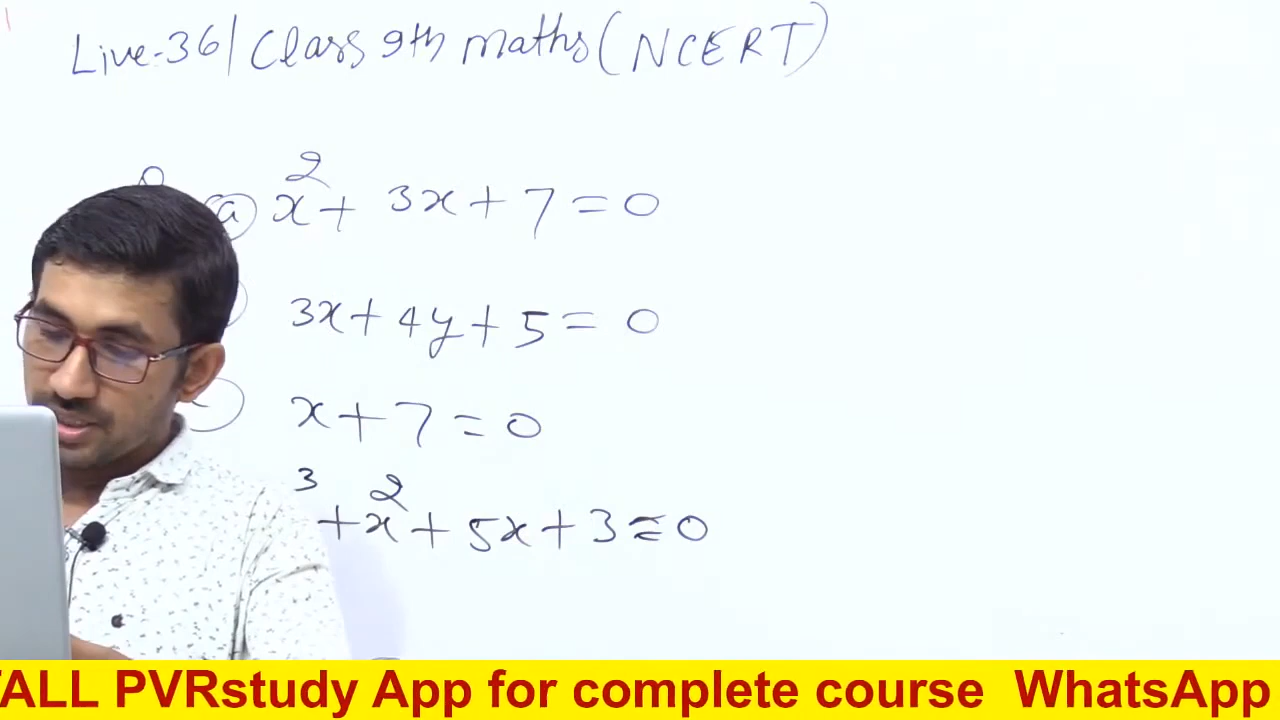 Live-36/ Class 9th maths (NCERT)
a x² + 3x + 7 = 0
3x + 4y + 5 = 0
x + 7 = 0
³ + x² + 5x + 3 = 0
TALL PVRstudy App for complete course WhatsApp